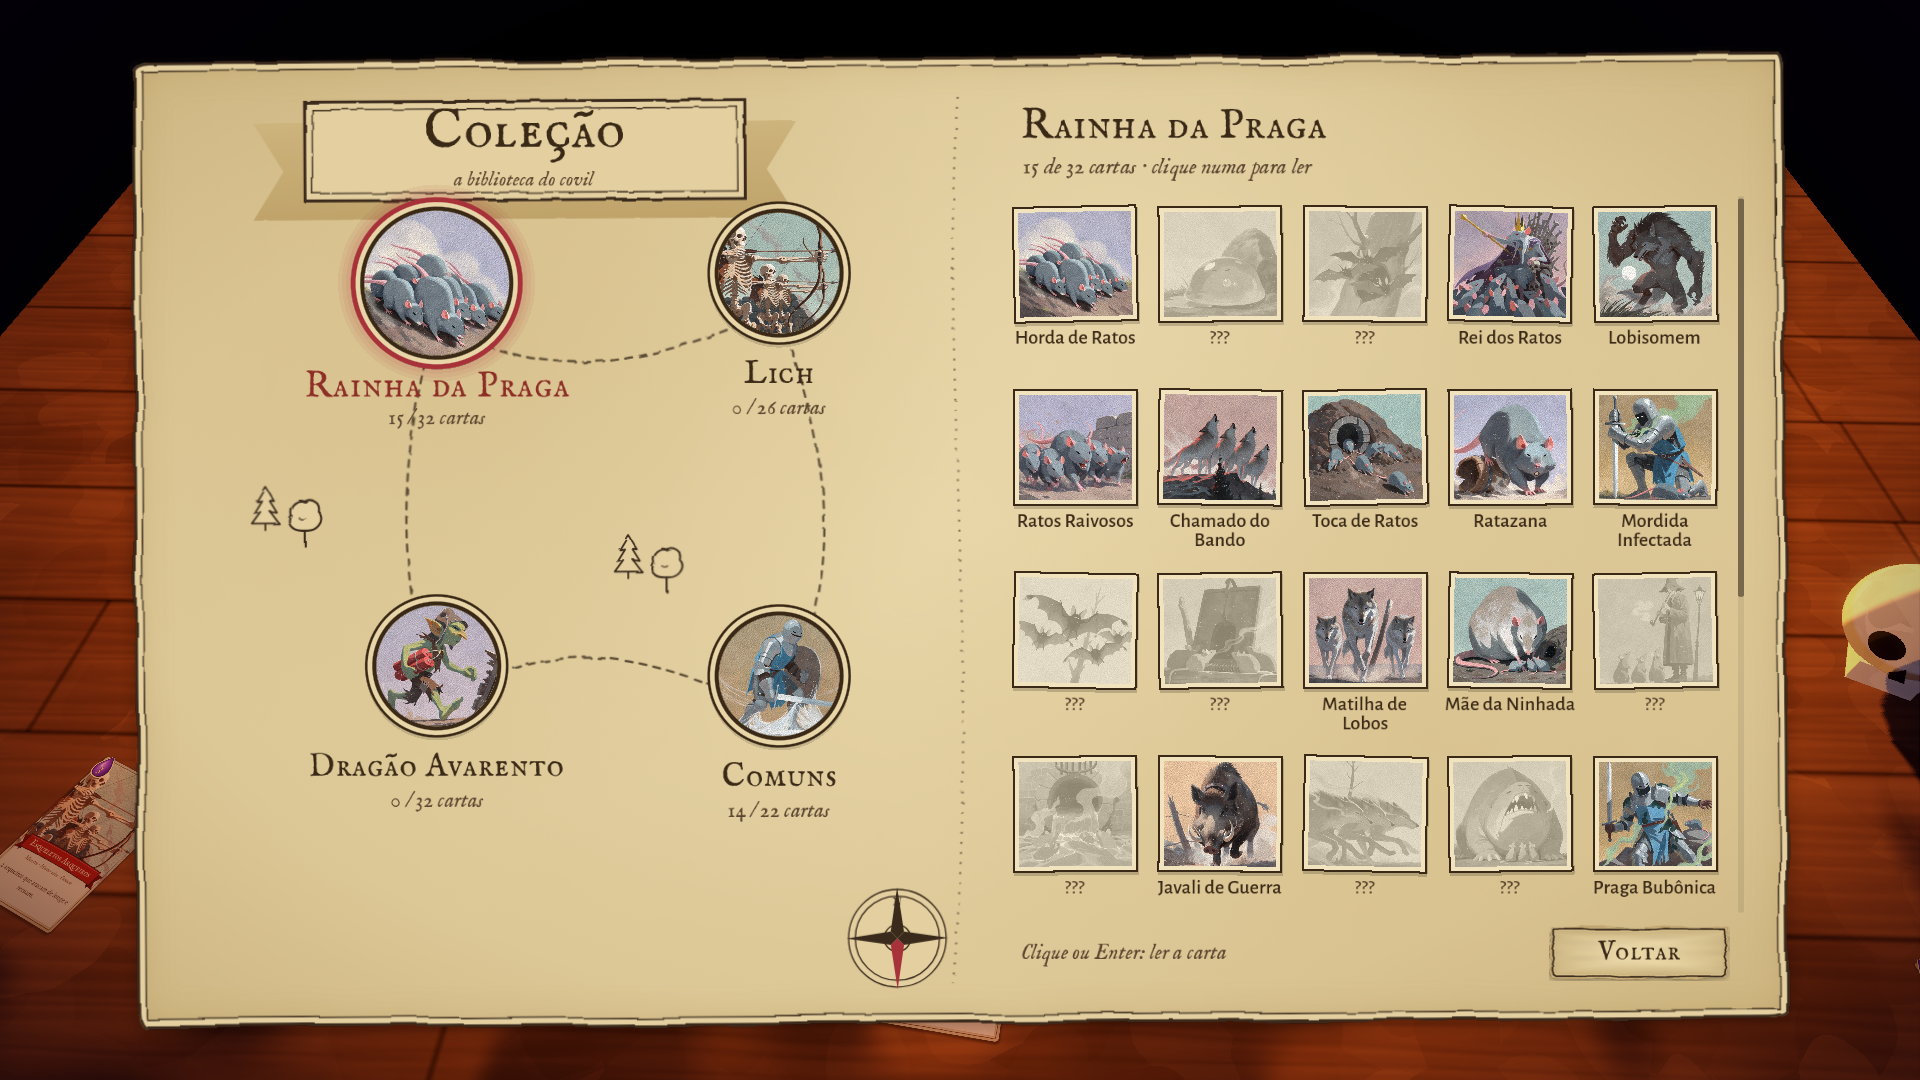 Coleção
a biblioteca do covil
Rainha da Praga
15 / 32 cartas
Lich
0 / 26 cartas
Dragão Avarento
0 / 32 cartas
Comuns
14 / 22 cartas
Rainha da Praga
15 de 32 cartas · clique numa para ler
Horda de Ratos
???
???
Rei dos Ratos
Lobisomem
Ratos Raivosos
Chamado do
Bando
Toca de Ratos
Ratazana
Mordida
Infectada
???
???
Matilha de
Lobos
Mãe da Ninhada
???
???
Javali de Guerra
???
???
Praga Bubônica
Clique ou Enter: ler a carta
Voltar
Esqueletos Arqueiros